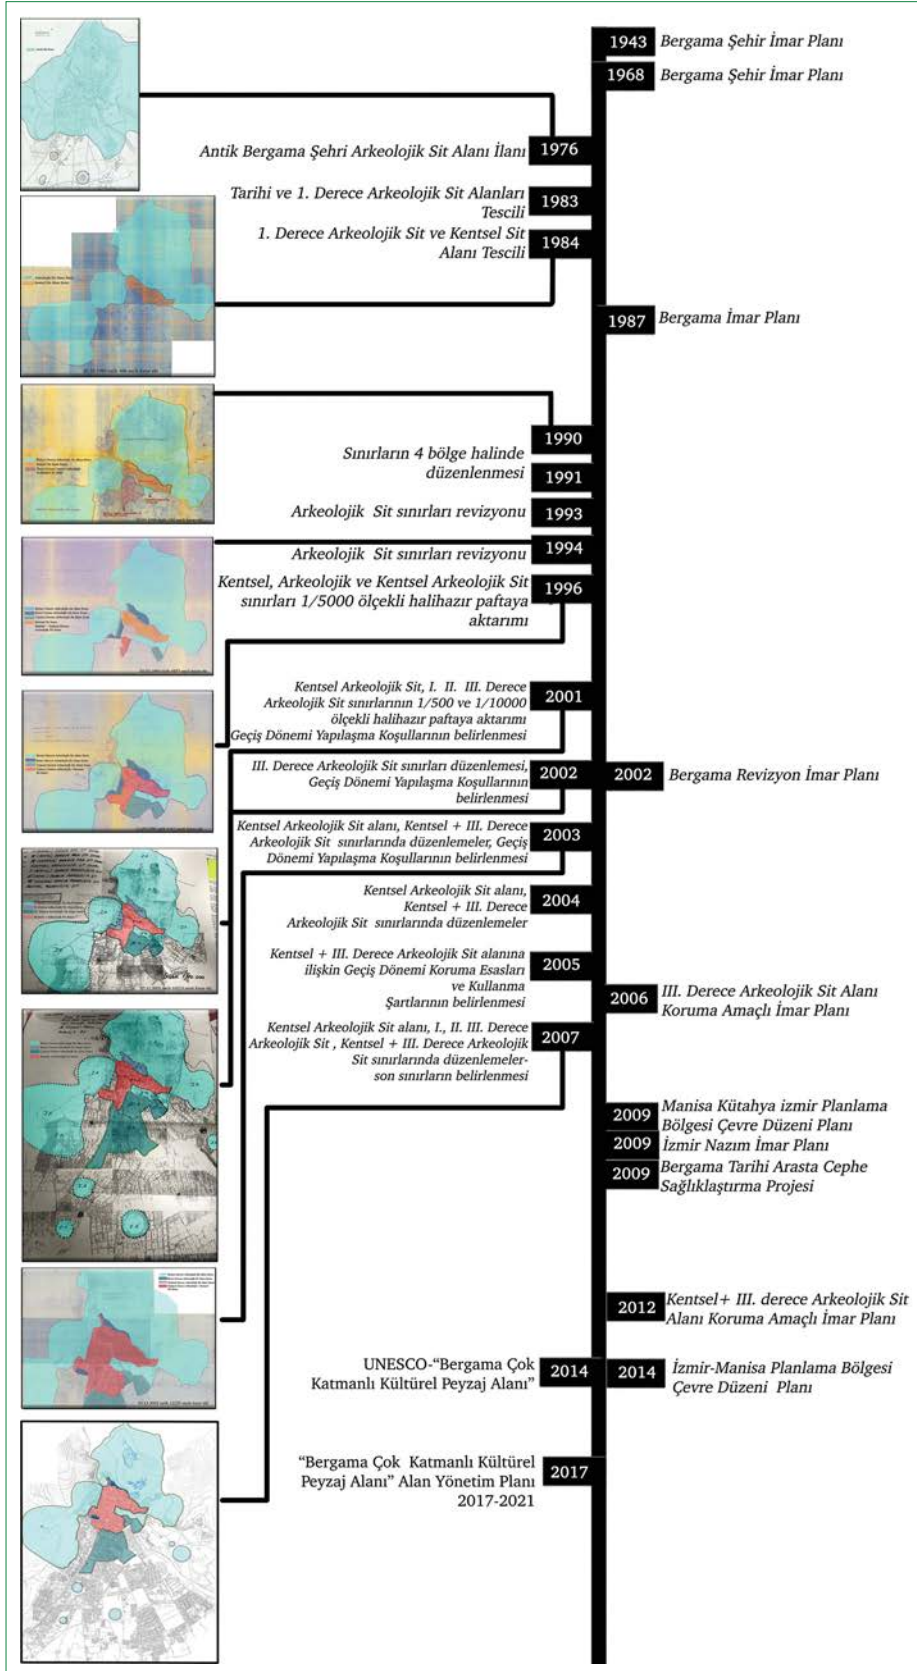 1943 Bergama Şehir İmar Planı
1968 Bergama Şehir İmar Planı
Antik Bergama Şehri Arkeolojik Sit Alanı İlanı 1976
Tarihi ve 1. Derece Arkeolojik Sit Alanları
Tescili
1983
1. Derece Arkeolojik Sit ve Kentsel Sit
Alanı Tescili
1984
1987 Bergama İmar Planı
1990
Sınırların 4 bölge halinde
düzenlenmesi
1991
Arkeolojik Sit sınırları revizyonu 1993
Arkeolojik Sit sınırları revizyonu 1994
Kentsel, Arkeolojik ve Kentsel Arkeolojik Sit
sınırları 1/5000 ölçekli halihazır paftaya
aktarımı
1996
Kentsel Arkeolojik Sit, I. II. III. Derece
Arkeolojik Sit sınırlarının 1/500 ve 1/10000
ölçekli halihazır paftaya aktarımı
Geçiş Dönemi Yapılaşma Koşullarının belirlenmesi
2001
III. Derece Arkeolojik Sit sınırları düzenlemesi,
Geçiş Dönemi Yapılaşma Koşullarının
belirlenmesi
2002
2002 Bergama Revizyon İmar Planı
Kentsel Arkeolojik Sit alanı, Kentsel + III. Derece
Arkeolojik Sit sınırlarında düzenlemeler, Geçiş
Dönemi Yapılaşma Koşullarının belirlenmesi
2003
Kentsel Arkeolojik Sit alanı,
Kentsel + III. Derece
Arkeolojik Sit sınırlarında düzenlemeler
2004
Kentsel + III. Derece Arkeolojik Sit alanına
ilişkin Geçiş Dönemi Koruma Esasları
ve Kullanma
Şartlarının belirlenmesi
2005
2006 III. Derece Arkeolojik Sit Alanı
Koruma Amaçlı İmar Planı
Kentsel Arkeolojik Sit alanı, I., II. III. Derece
Arkeolojik Sit , Kentsel + III. Derece Arkeolojik
Sit sınırlarında düzenlemeler-
son sınırların belirlenmesi
2007
2009 Manisa Kütahya izmir Planlama
Bölgesi Çevre Düzeni Planı
2009 İzmir Nazım İmar Planı
2009 Bergama Tarihi Arasta Cephe
Sağlıklaştırma Projesi
2012 Kentsel+ III. derece Arkeolojik Sit
Alanı Koruma Amaçlı İmar Planı
UNESCO-“Bergama Çok
Katmanlı Kültürel Peyzaj Alanı”
2014
2014 İzmir-Manisa Planlama Bölgesi
Çevre Düzeni Planı
“Bergama Çok Katmanlı Kültürel
Peyzaj Alanı” Alan Yönetim Planı
2017-2021
2017